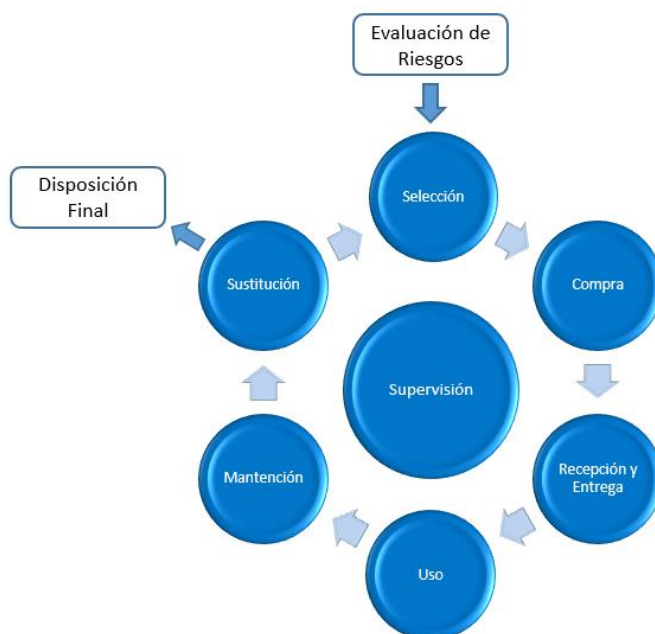 Evaluación de
Riesgos
Selección
Disposición
Final
Sustitución
Compra
Supervisión
Mantención
Recepción y
Entrega
Uso